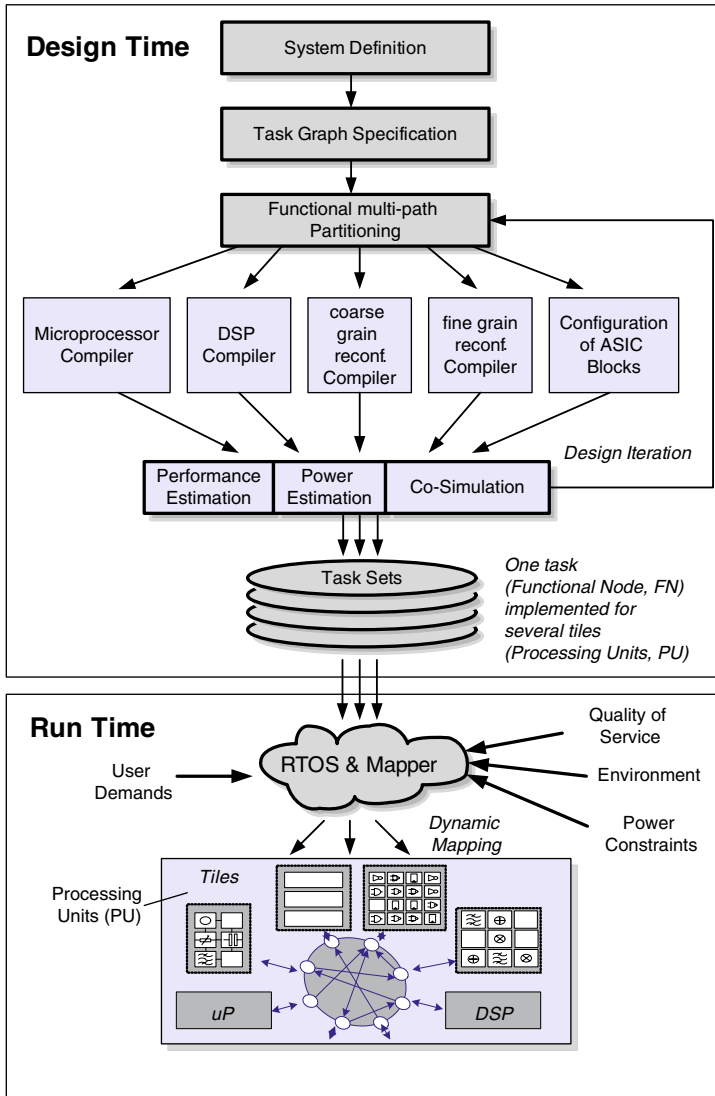 Design Time
System Definition
Task Graph Specification
Functional multi-path
Partitioning
Microprocessor
Compiler
DSP
Compiler
coarse
grain
reconf.
Compiler
fine grain
reconf.
Compiler
Configuration
of ASIC
Blocks
Design Iteration
Performance
Estimation
Power
Estimation
Co-Simulation
Task Sets
One task
(Functional Node, FN)
implemented for
several tiles
(Processing Units, PU)
Run Time
Quality of
Service
User
Demands
RTOS & Mapper
Environment
Power
Constraints
Dynamic
Mapping
Processing
Units (PU)
Tiles
uP
DSP